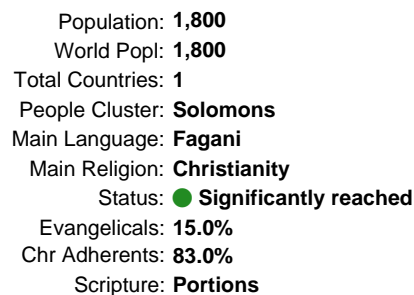 Population: 1,800
World Popl: 1,800
Total Countries: 1
People Cluster: Solomons
Main Language: Fagani
Main Religion: Christianity
Status: Significantly reached
Evangelicals: 15.0%
Chr Adherents: 83.0%
Scripture: Portions